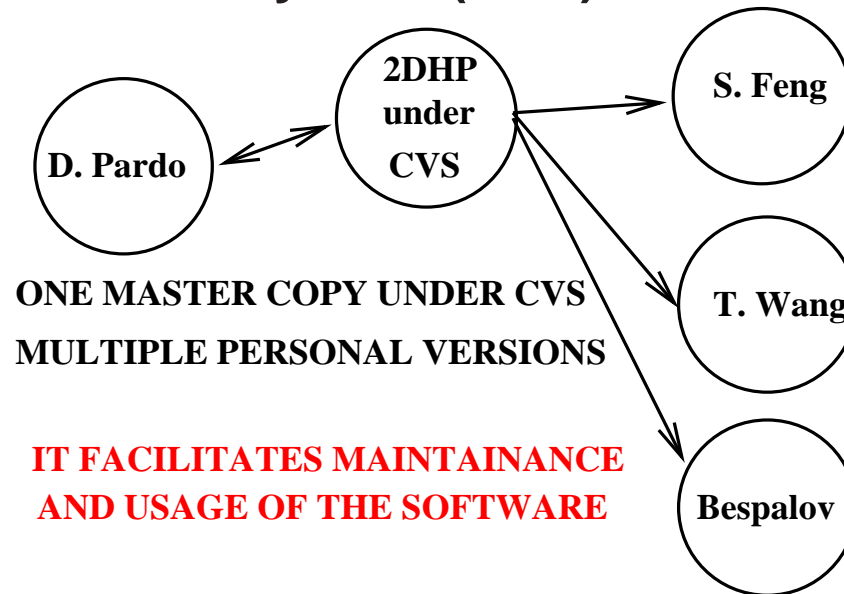 2DHP
under
CVS
S. Feng
D. Pardo
ONE MASTER COPY UNDER CVS
T. Wang
MULTIPLE PERSONAL VERSIONS
IT FACILITATES MAINTAINANCE
AND USAGE OF THE SOFTWARE
Bespalov